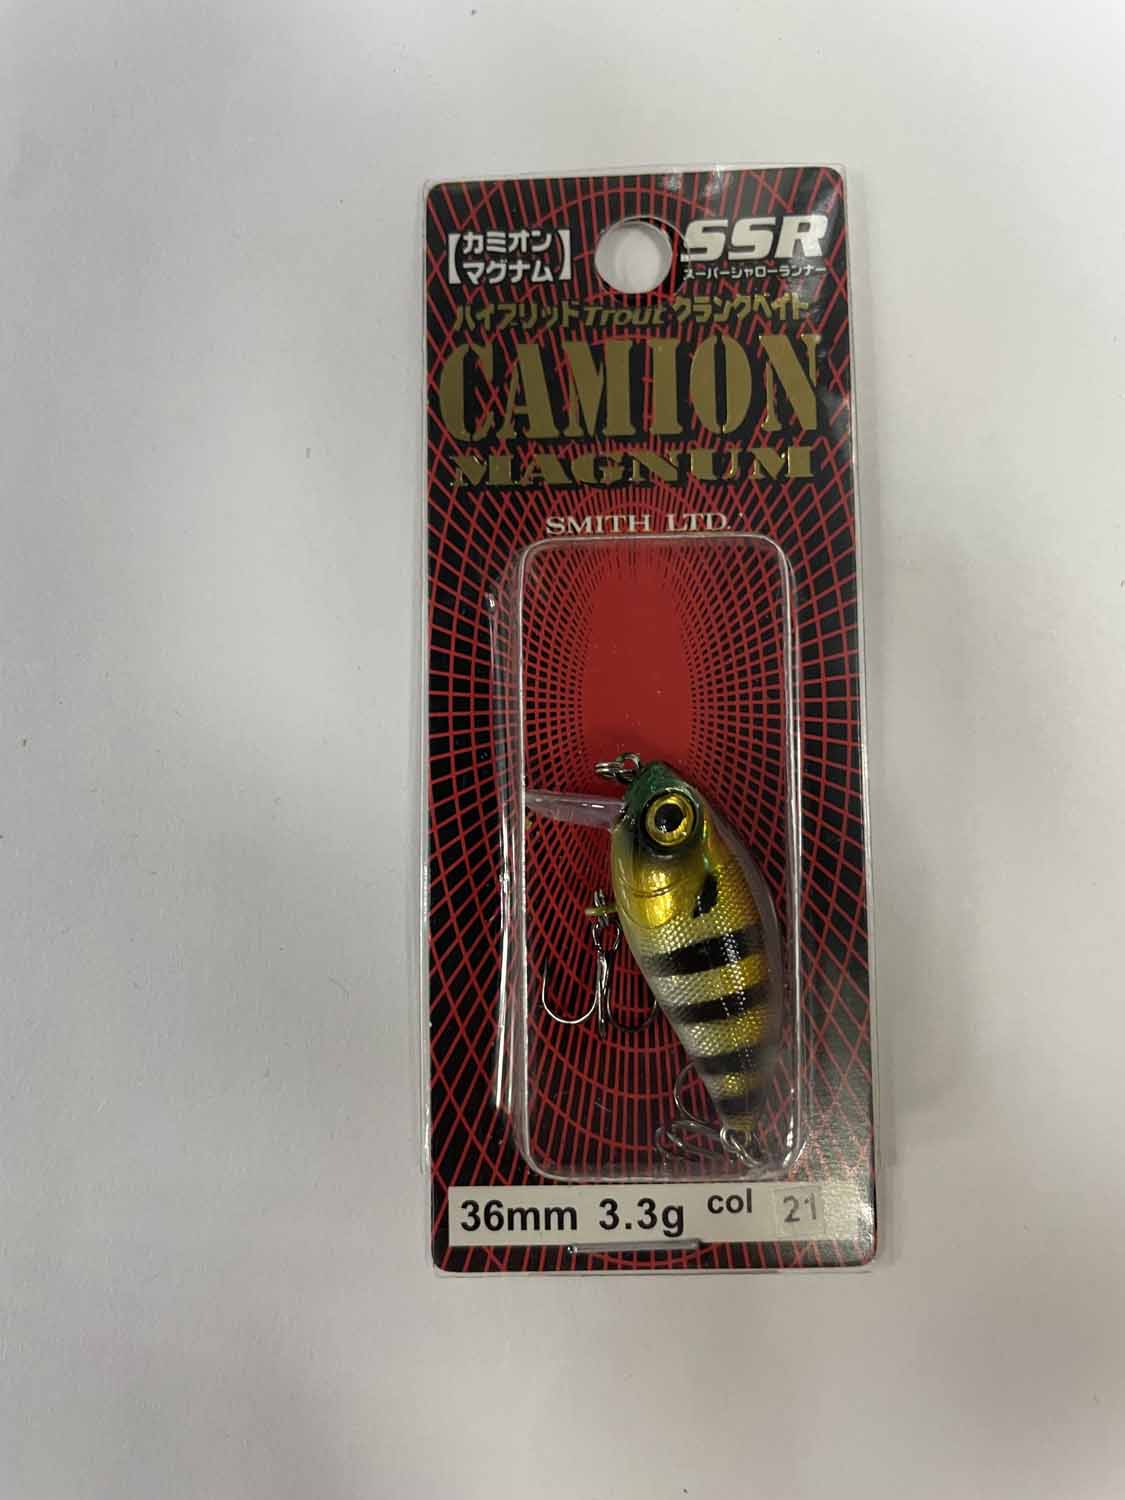 【カミオン
マグナム】
SSR
スーパーシャローランナー
ハイブリッドTroutクランクベイト
CAMION
MAGNUM
SMITH LTD.
36mm 3.3g col 21